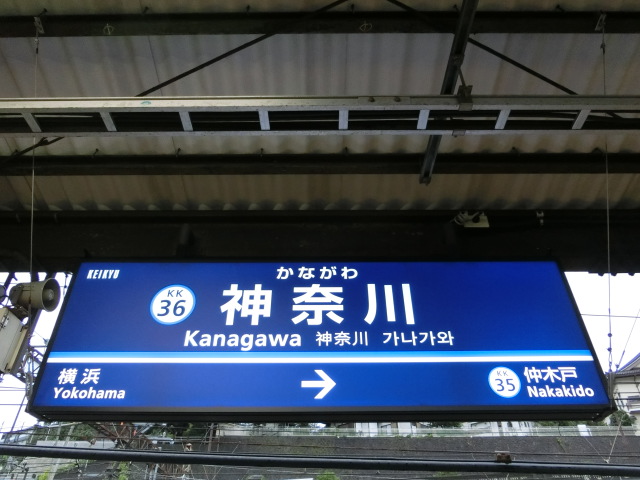 かながわ
KEIKYU
KK
36
神奈川
Kanagawa 神奈川 가나가와
横浜
Yokohama
KK
35
仲木戸
Nakakido